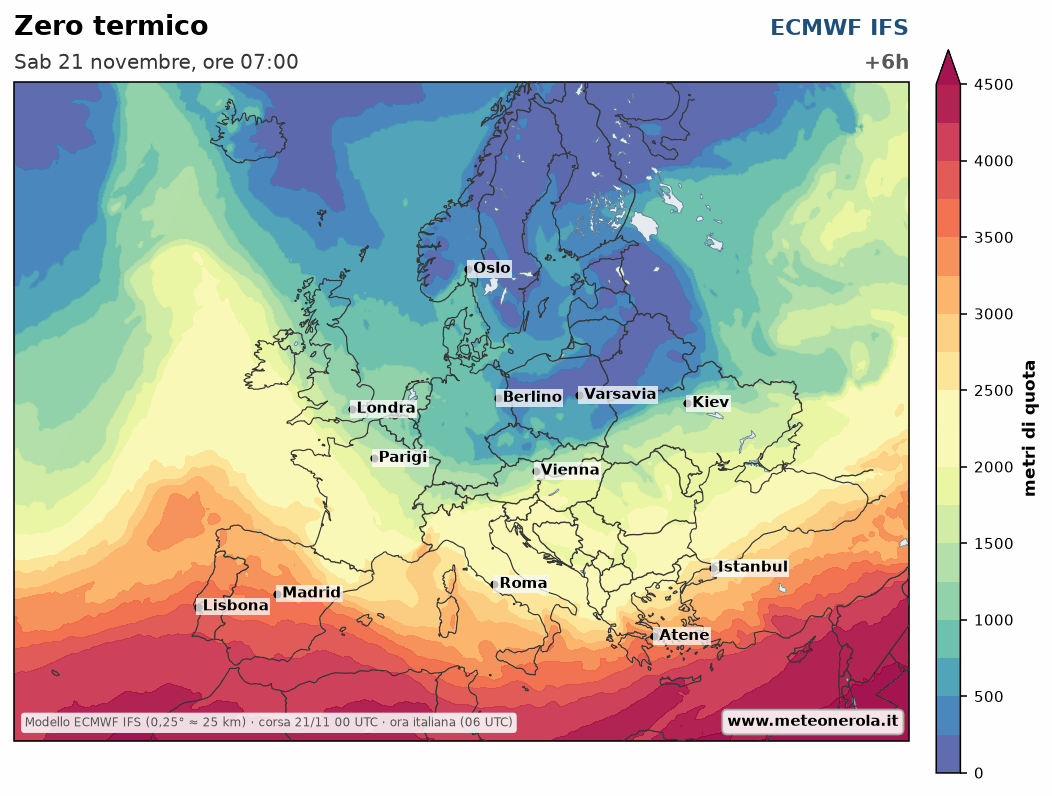 Zero termico
ECMWF IFS
Sab 21 novembre, ore 07:00
+6h
4500
4000
3500
3000
2500
2000
1500
1000
500
0
metri di quota
Oslo
Berlino
Varsavia
Kiev
Londra
Parigi
Vienna
Istanbul
Roma
Madrid
Lisbona
Atene
Modello ECMWF IFS (0,25° ≈ 25 km) · corsa 21/11 00 UTC · ora italiana (06 UTC)
www.meteonerola.it